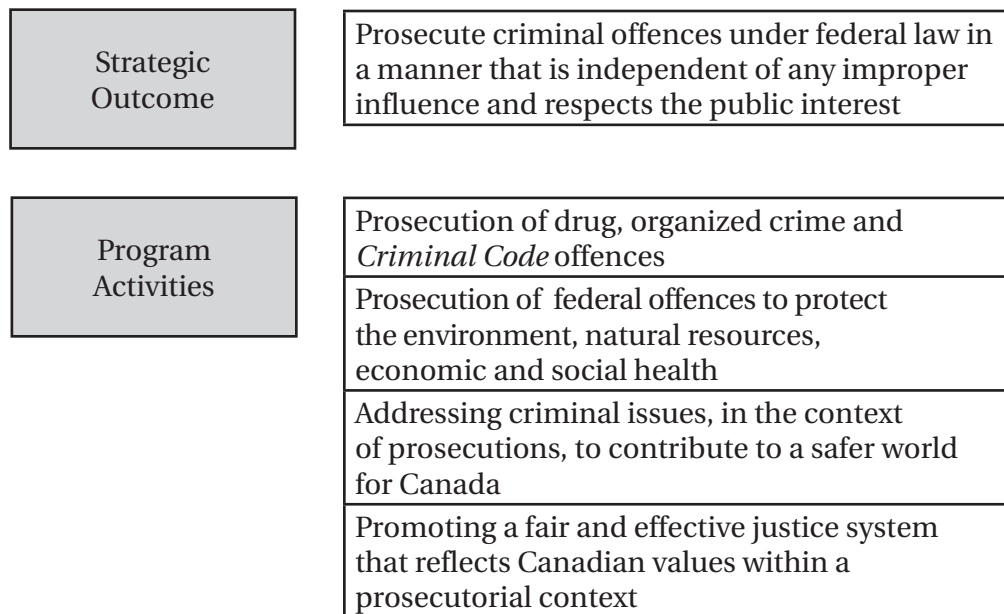 Strategic
Outcome
Prosecute criminal offences under federal law in
a manner that is independent of any improper
influence and respects the public interest
Program
Activities
Prosecution of drug, organized crime and
Criminal Code offences
Prosecution of federal offences to protect
the environment, natural resources,
economic and social health
Addressing criminal issues, in the context
of prosecutions, to contribute to a safer world
for Canada
Promoting a fair and effective justice system
that reflects Canadian values within a
prosecutorial context